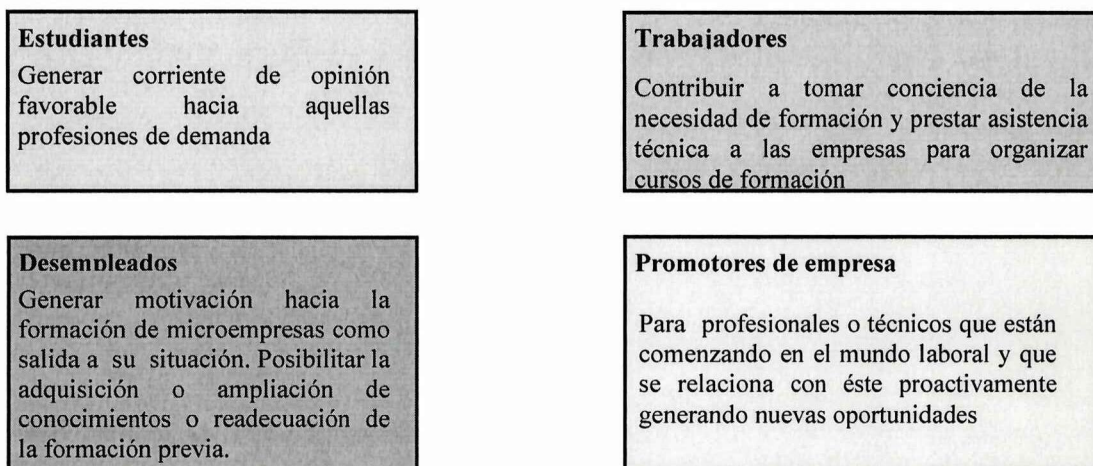 Estudiantes
Generar corriente de opinión
favorable hacia aquellas
profesiones de demanda
Trabajadores
Contribuir a tomar conciencia de la
necesidad de formación y prestar asistencia
técnica a las empresas para organizar
cursos de formación
Desempleados
Generar motivación hacia la
formación de microempresas como
salida a su situación. Posibilitar la
adquisición o ampliación de
conocimientos o readecuación de
la formación previa.
Promotores de empresa
Para profesionales o técnicos que están
comenzando en el mundo laboral y que
se relaciona con éste proactivamente
generando nuevas oportunidades